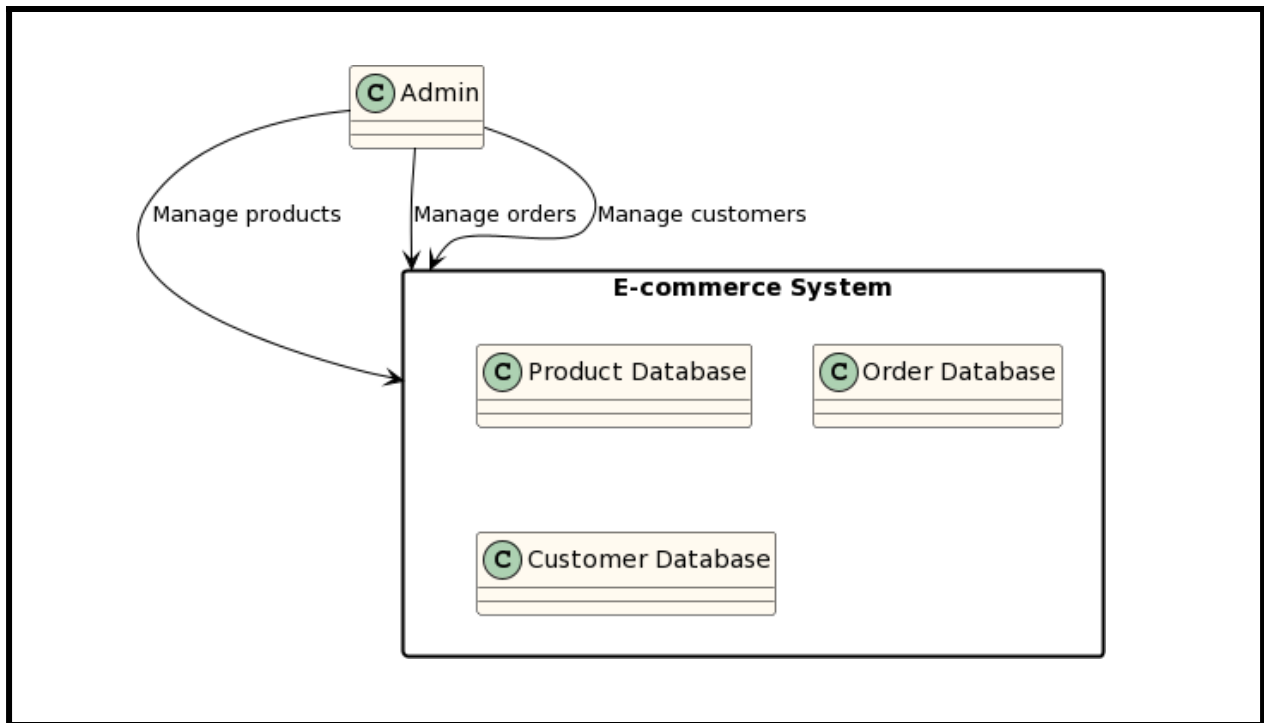 C Admin
Manage products
Manage orders
Manage customers
E-commerce System
C Product Database
C Order Database
C Customer Database